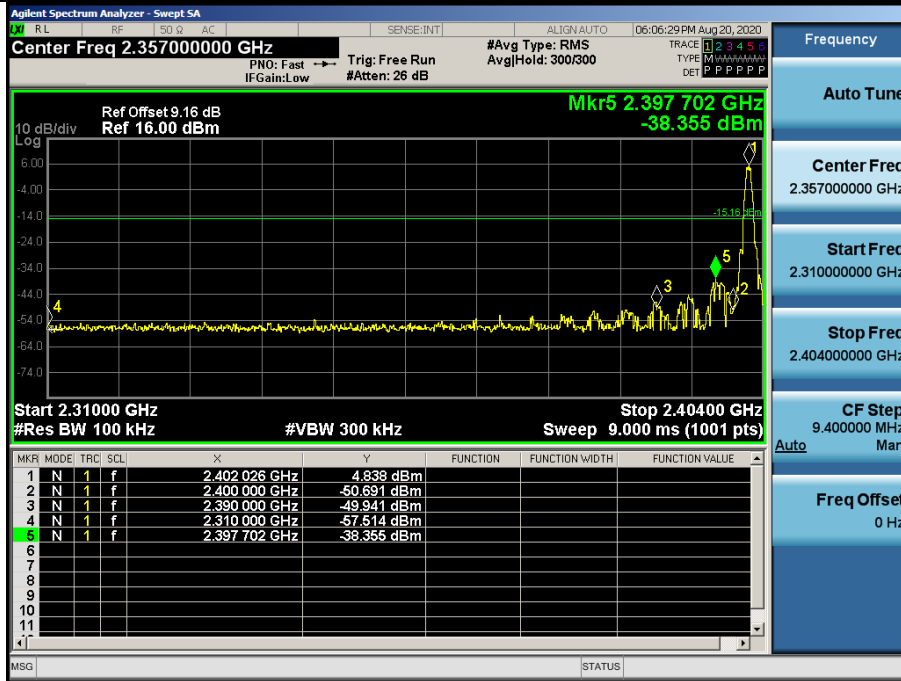 Agilent Spectrum Analyzer - Swept SA
LXI RL RF 50 Ω AC SENSE:INT ALIGNAUTO 06:06:29 PM Aug 20, 2020
Center Freq 2.357000000 GHz
PNO: Fast
IFGain:Low
Trig: Free Run
#Atten: 26 dB
#Avg Type: RMS
Avg|Hold: 300/300
TRACE 1 2 3 4 5 6
TYPE M
DET P P P P P P
Mkr5 2.397 702 GHz
-38.355 dBm
Ref Offset 9.16 dB
10 dB/div Ref 16.00 dBm
Log
6.00
-4.00
-14.0
-24.0
-34.0
-44.0
-54.0
-64.0
-74.0
-15.16 dBm
1
5
3
2
4
Start 2.31000 GHz Stop 2.40400 GHz
#Res BW 100 kHz #VBW 300 kHz Sweep 9.000 ms (1001 pts)
MKR MODE TRC SCL X Y FUNCTION FUNCTION WIDTH FUNCTION VALUE
1 N 1 f 2.402 026 GHz 4.838 dBm
2 N 1 f 2.400 000 GHz -50.691 dBm
3 N 1 f 2.390 000 GHz -49.941 dBm
4 N 1 f 2.310 000 GHz -57.514 dBm
5 N 1 f 2.397 702 GHz -38.355 dBm
6
7
8
9
10
11
MSG STATUS
Frequency
Auto Tune
Center Freq
2.357000000 GHz
Start Freq
2.310000000 GHz
Stop Freq
2.404000000 GHz
CF Step
9.400000 MHz
Auto Man
Freq Offset
0 Hz